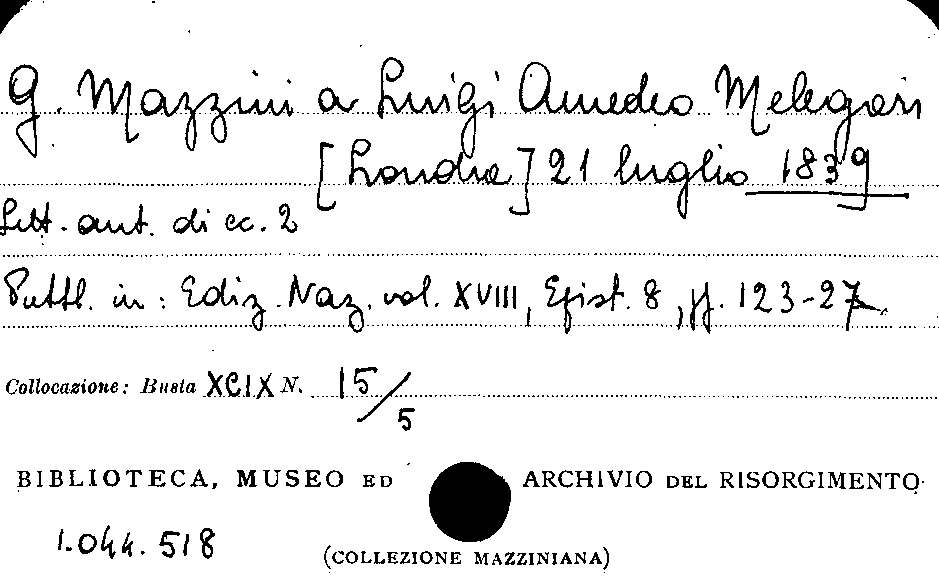 G. Mazzini a Luigi Amedeo Melegari
[Londra] 21 luglio 1839
Lett. aut. di cc. 2
Pubbl. in: Ediz. Naz. vol. XVIII, Epist. 8, pp. 123-27
Collocazione: Busta XCIX N. 15/5
BIBLIOTECA, MUSEO ED ARCHIVIO DEL RISORGIMENTO
1.044.518
(COLLEZIONE MAZZINIANA)